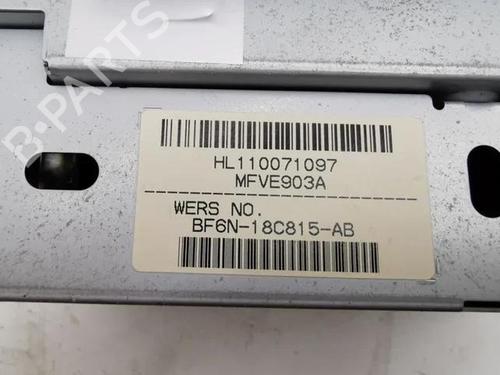 B-PARTS
HL110071097
MFVE903A
WERS NO.
BF6N-18C815-AB